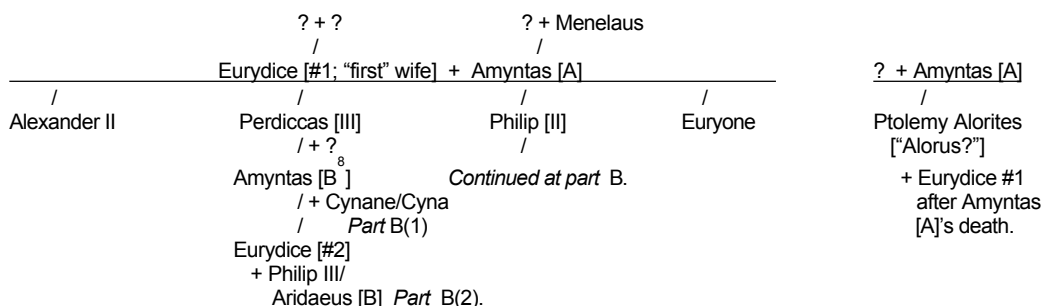 ? + ? ? + Menelaus
/ /
Eurydice [#1; “first” wife] + Amyntas [A] ? + Amyntas [A]
/ / / / /
Alexander II Perdiccas [III] Philip [II] Euryone Ptolemy Alorites
/ + ? / [“Alorus?”]
Amyntas [B8] Continued at part B. + Eurydice #1
/ + Cynane/Cyna after Amyntas
/ Part B(1) [A]'s death.
Eurydice [#2]
+ Philip III/
Aridaeus [B] Part B(2).